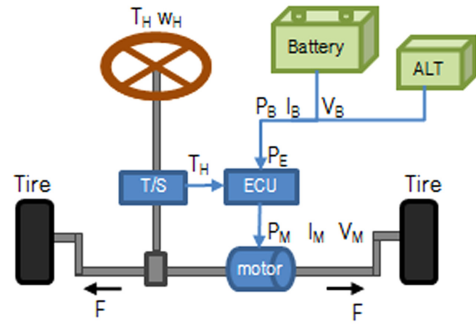 T_H w_H
Battery
ALT
P_B I_B V_B
T_H
P_E
Tire
T/S
ECU
Tire
P_M I_M V_M
motor
F
F